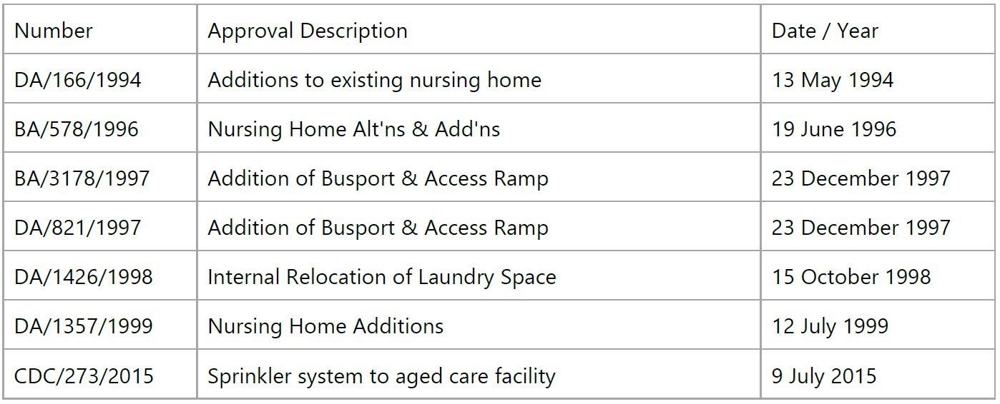 Number Approval Description Date / Year
DA/166/1994 Additions to existing nursing home 13 May 1994
BA/578/1996 Nursing Home Alt'ns & Add'ns 19 June 1996
BA/3178/1997 Addition of Busport & Access Ramp 23 December 1997
DA/821/1997 Addition of Busport & Access Ramp 23 December 1997
DA/1426/1998 Internal Relocation of Laundry Space 15 October 1998
DA/1357/1999 Nursing Home Additions 12 July 1999
CDC/273/2015 Sprinkler system to aged care facility 9 July 2015